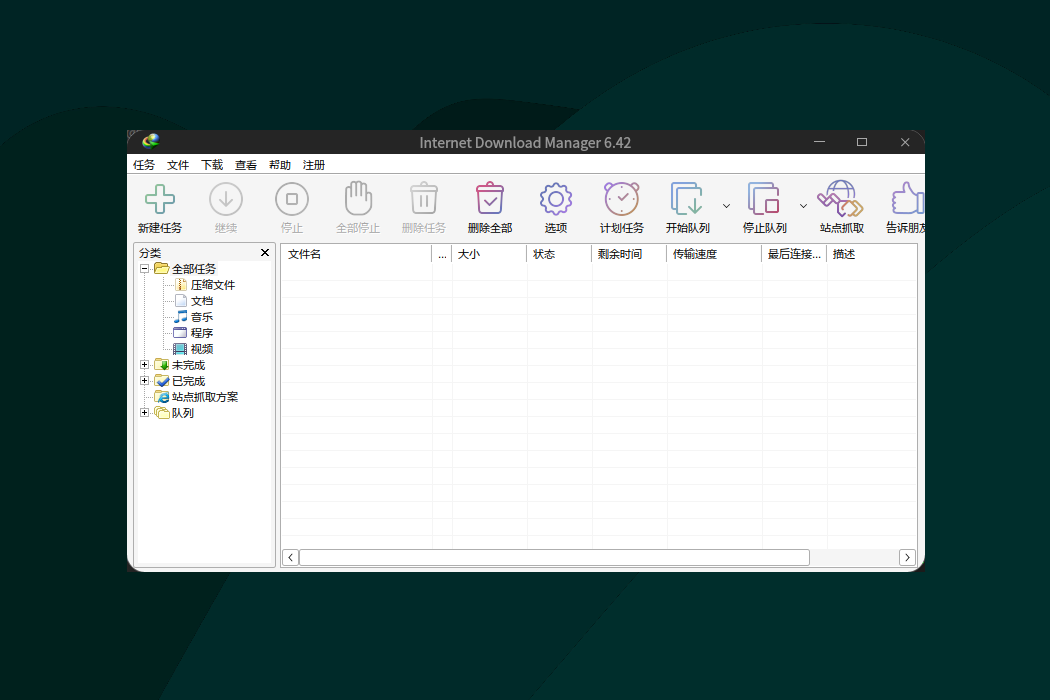 Internet Download Manager 6.42
任务 文件 下载 查看 帮助 注册
新建任务 继续 停止 全部停止 删除任务 删除全部 选项 计划任务 开始队列 停止队列 站点抓取 告诉朋友
分类
文件名 ... 大小 状态 剩余时间 传输速度 最后连接... 描述
全部任务
压缩文件
文档
音乐
程序
视频
未完成
已完成
站点抓取方案
队列